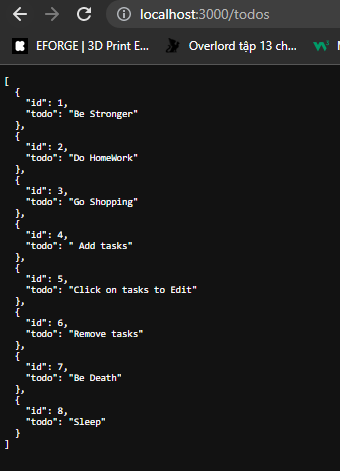 localhost:3000/todos
EFORGE | 3D Print E... Overlord tập 13 ch... W
[
  {
    "id": 1,
    "todo": "Be Stronger"
  },
  {
    "id": 2,
    "todo": "Do HomeWork"
  },
  {
    "id": 3,
    "todo": "Go Shopping"
  },
  {
    "id": 4,
    "todo": " Add tasks"
  },
  {
    "id": 5,
    "todo": "Click on tasks to Edit"
  },
  {
    "id": 6,
    "todo": "Remove tasks"
  },
  {
    "id": 7,
    "todo": "Be Death"
  },
  {
    "id": 8,
    "todo": "Sleep"
  }
]